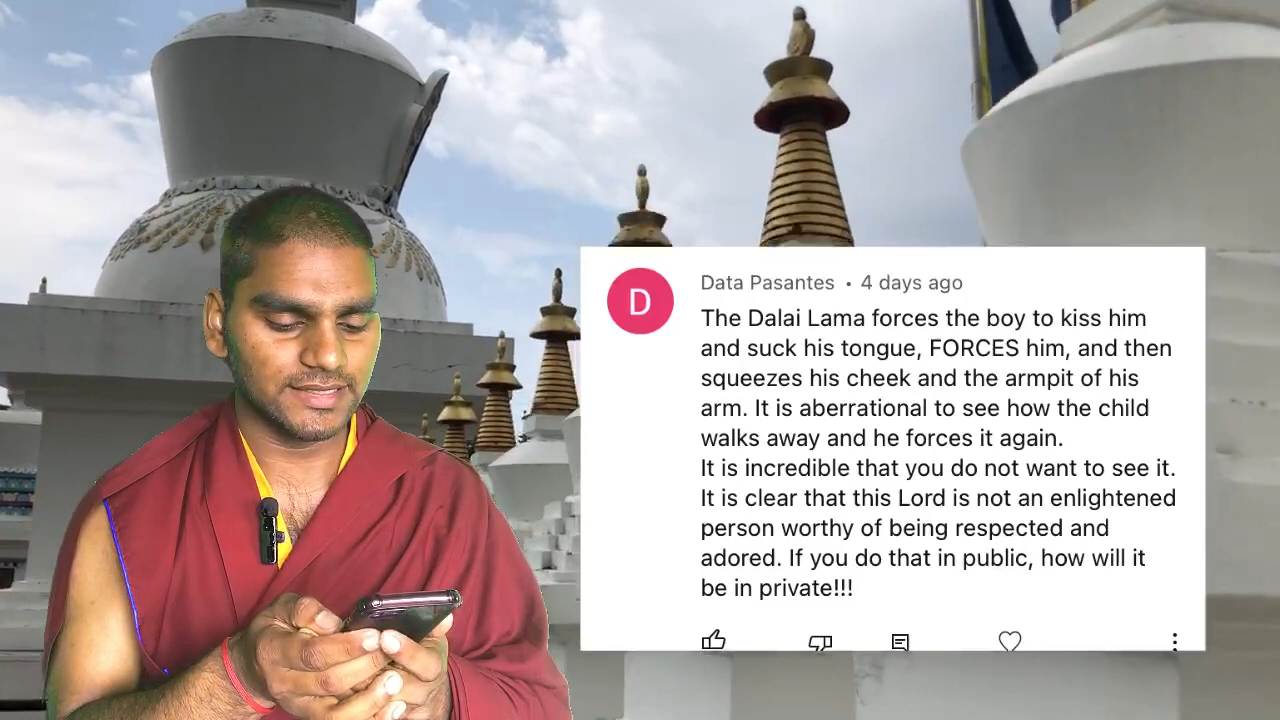 D
Data Pasantes • 4 days ago
The Dalai Lama forces the boy to kiss him
and suck his tongue, FORCES him, and then
squeezes his cheek and the armpit of his
arm. It is aberrational to see how the child
walks away and he forces it again.
It is incredible that you do not want to see it.
It is clear that this Lord is not an enlightened
person worthy of being respected and
adored. If you do that in public, how will it
be in private!!!